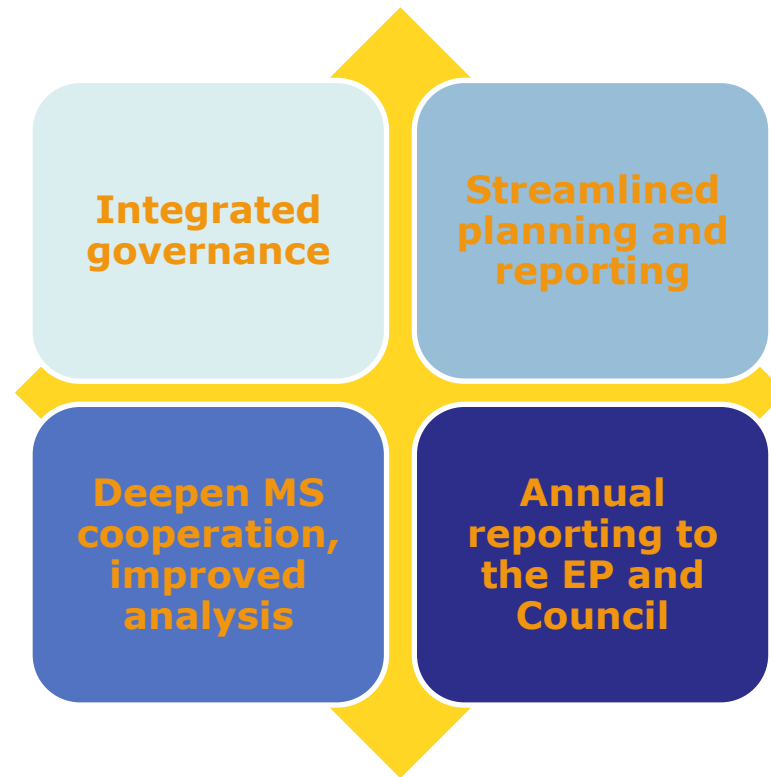 Integrated
governance
Streamlined
planning and
reporting
Deepen MS
cooperation,
improved
analysis
Annual
reporting to
the EP and
Council